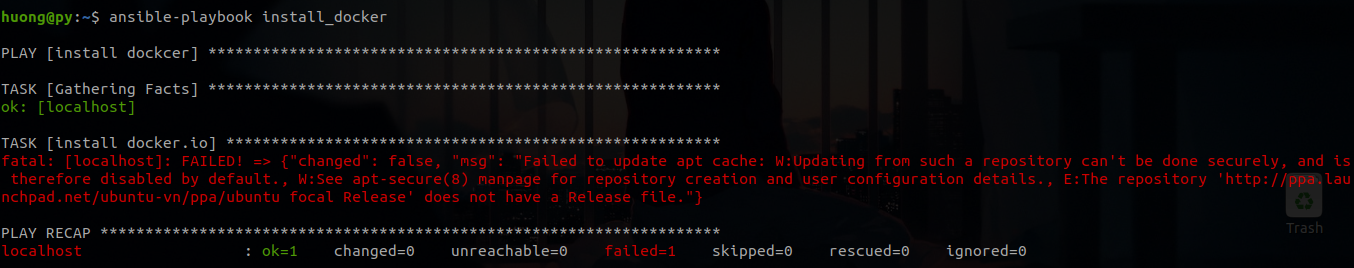 huong@py:~$ ansible-playbook install_docker
PLAY [install dockcer] *********************************************************
TASK [Gathering Facts] *********************************************************
ok: [localhost]
TASK [install docker.io] *******************************************************
fatal: [localhost]: FAILED! => {"changed": false, "msg": "Failed to update apt cache: W:Updating from such a repository can't be done securely, and is
 therefore disabled by default., W:See apt-secure(8) manpage for repository creation and user configuration details., E:The repository 'http://ppa.lau
nchpad.net/ubuntu-vn/ppa/ubuntu focal Release' does not have a Release file."}
PLAY RECAP *********************************************************************
localhost                  : ok=1    changed=0    unreachable=0    failed=1    skipped=0    rescued=0    ignored=0
Trash